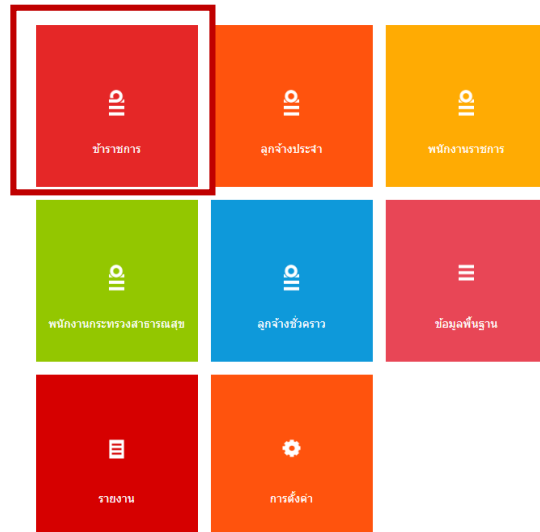 ข้าราชการ
ลูกจ้างประจำ
พนักงานราชการ
พนักงานกระทรวงสาธารณสุข
ลูกจ้างชั่วคราว
ข้อมูลพื้นฐาน
รายงาน
การตั้งค่า